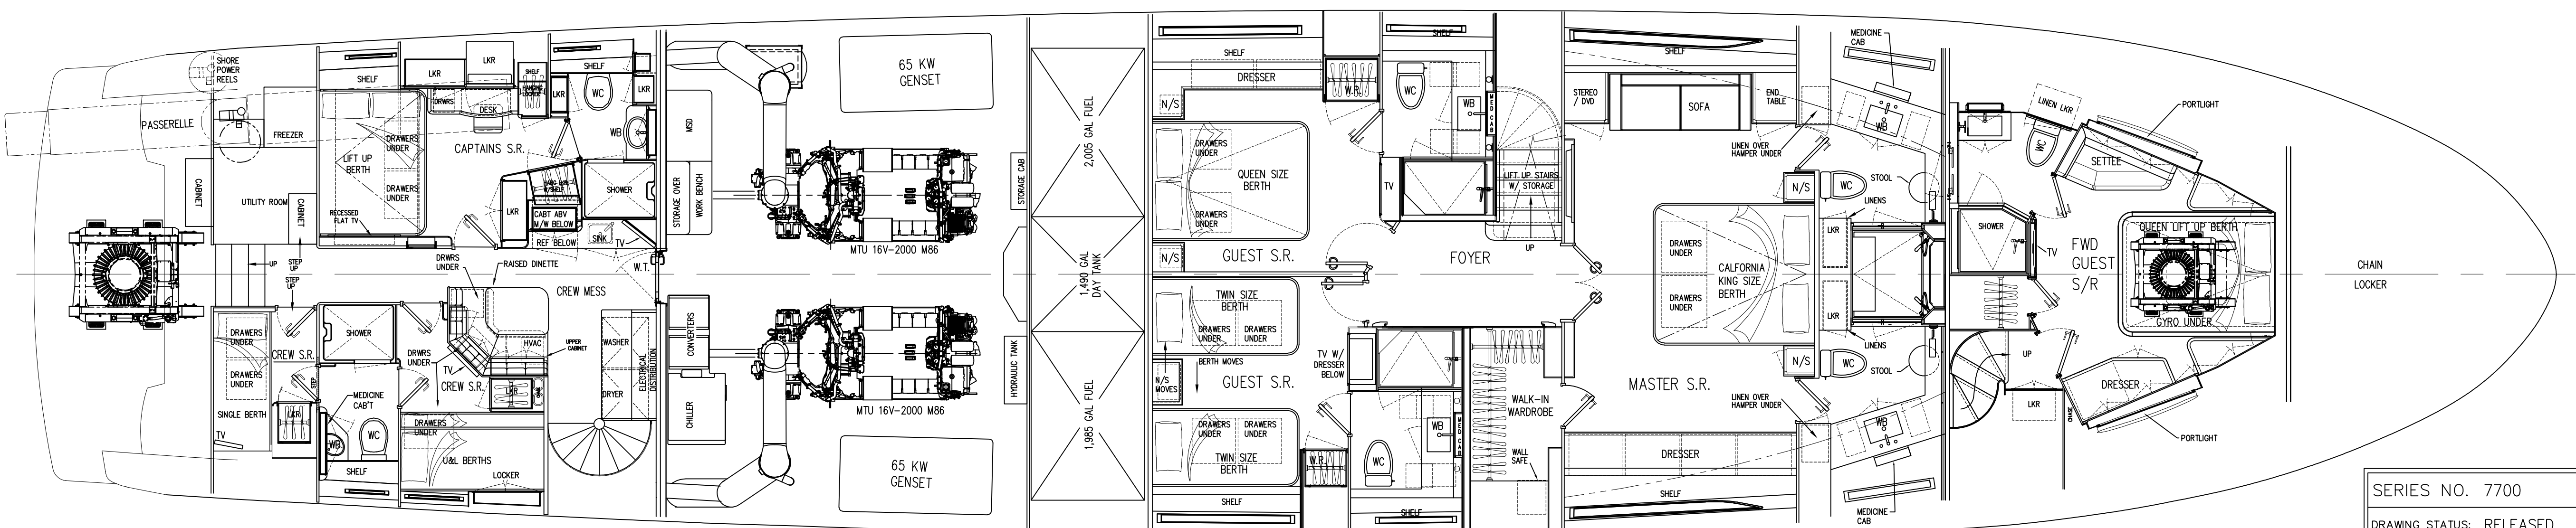 SHORE
POWER
REELS
PASSERELLE
FREEZER
CABINET
UTILITY ROOM
CABINET
UP
STEP
UP
STEP
UP
SHELF
LIFT UP
BERTH
DRAWERS
UNDER
DRAWERS
UNDER
RECESSED
FLAT TV
LKR
LKR
DRWRS
DESK
SHELF
HANGING
LOCKER
CAPTAINS S.R.
SHELF
LKR
WC
LKR
WB
SHOWER
LKR
CABT ABV
M/W BELOW
REF BELOW
SINK
TV
W.T.
DRWRS
UNDER
RAISED DINETTE
CREW MESS
HVAC
UPPER
CABINET
WASHER
DRYER
ELECTRICAL
DISTRIBUTION
DRAWERS
UNDER
DRAWERS
UNDER
CREW S.R.
SINGLE BERTH
LKR
TV
SHOWER
MEDICINE
CAB'T
WB
WC
SHELF
DRWRS
UNDER
TV
CREW S.R.
LKR
DRAWERS
UNDER
U&L BERTHS
LOCKER
MSD
STORAGE OVER
WORK BENCH
CONVERTERS
CHILLER
65 KW
GENSET
MTU 16V-2000 M86
MTU 16V-2000 M86
65 KW
GENSET
STORAGE CAB
HYDRAULIC TANK
2,005 GAL FUEL
1,490 GAL
DAY TANK
1,985 GAL FUEL
SHELF
DRESSER
N/S
DRAWERS
UNDER
QUEEN SIZE
BERTH
DRAWERS
UNDER
N/S
GUEST S.R.
W.R.
TV
SHELF
WC
WB
MED CAB
LIFT UP STAIRS
W/ STORAGE
UP
FOYER
TWIN SIZE
BERTH
DRAWERS
UNDER
DRAWERS
UNDER
BERTH MOVES
N/S
MOVES
GUEST S.R.
DRAWERS
UNDER
DRAWERS
UNDER
TWIN SIZE
BERTH
SHELF
TV W/
DRESSER
BELOW
W.R.
WC
WB
MED CAB
SHELF
WALK-IN
WARDROBE
WALL
SAFE
SHELF
STEREO
/ DVD
SOFA
END
TABLE
LINEN OVER
HAMPER UNDER
DRAWERS
UNDER
DRAWERS
UNDER
CALFORNIA
KING SIZE
BERTH
N/S
N/S
MASTER S.R.
LINEN OVER
HAMPER UNDER
DRESSER
SHELF
MEDICINE
CAB
WB
WC
STOOL
LINENS
LKR
LKR
LINENS
WC
STOOL
WB
MEDICINE
CAB
LINEN LKR
WC
SETTEE
PORTLIGHT
SHOWER
TV
FWD
GUEST
S/R
QUEEN LIFT UP BERTH
GYRO UNDER
UP
DRESSER
LKR
CHASE
PORTLIGHT
CHAIN
LOCKER
SERIES NO. 7700
DRAWING STATUS: RELEASED